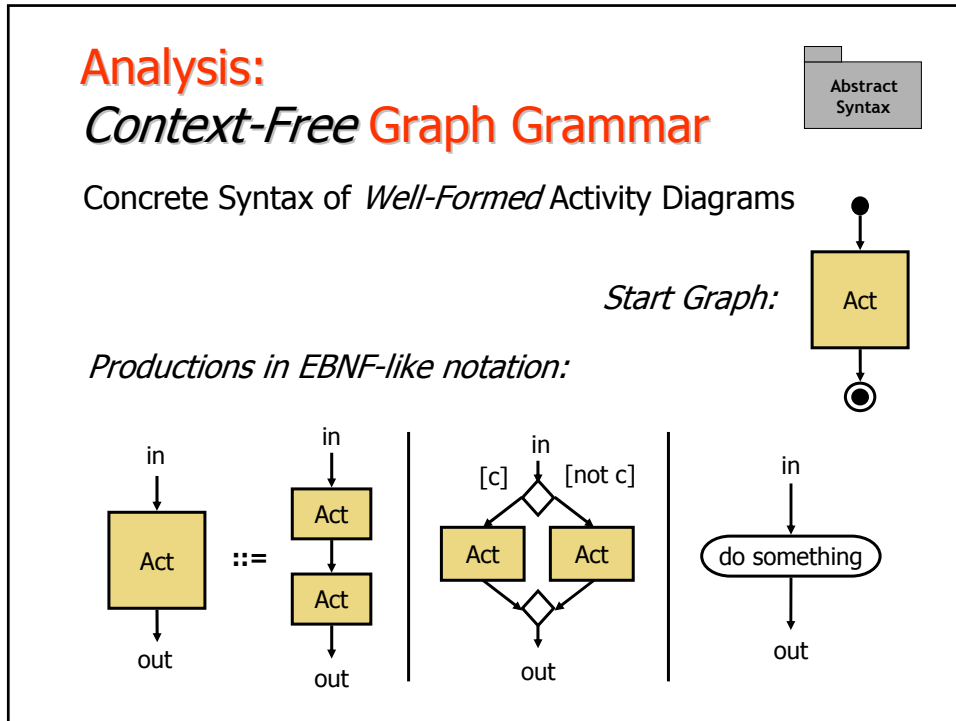 Analysis:
Context-Free Graph Grammar
Abstract
Syntax
Concrete Syntax of Well-Formed Activity Diagrams
Start Graph:
Act
Productions in EBNF-like notation:
in
Act
out
::=
in
Act
Act
out
in
[c]
[not c]
Act
Act
out
in
do something
out